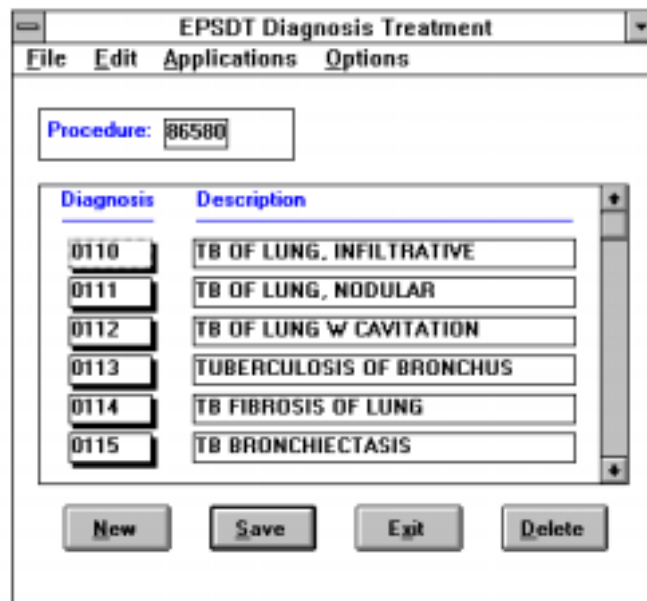 EPSDT Diagnosis Treatment
File Edit Applications Options
Procedure: 86580
Diagnosis Description
0110 TB OF LUNG, INFILTRATIVE
0111 TB OF LUNG, NODULAR
0112 TB OF LUNG W CAVITATION
0113 TUBERCULOSIS OF BRONCHUS
0114 TB FIBROSIS OF LUNG
0115 TB BRONCHIECTASIS
New Save Exit Delete